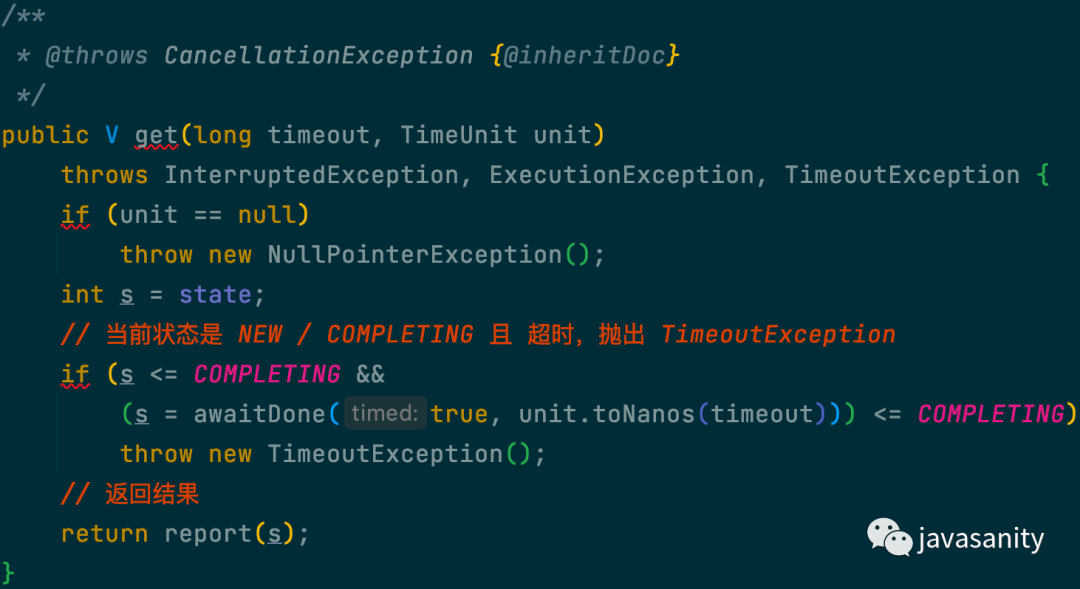 /**
 * @throws CancellationException {@inheritDoc}
 */
public V get(long timeout, TimeUnit unit)
    throws InterruptedException, ExecutionException, TimeoutException {
    if (unit == null)
        throw new NullPointerException();
    int s = state;
    // 当前状态是 NEW / COMPLETING 且 超时，抛出 TimeoutException
    if (s <= COMPLETING &&
        (s = awaitDone( timed: true, unit.toNanos(timeout))) <= COMPLETING)
        throw new TimeoutException();
    // 返回结果
    return report(s);
}
javasanity